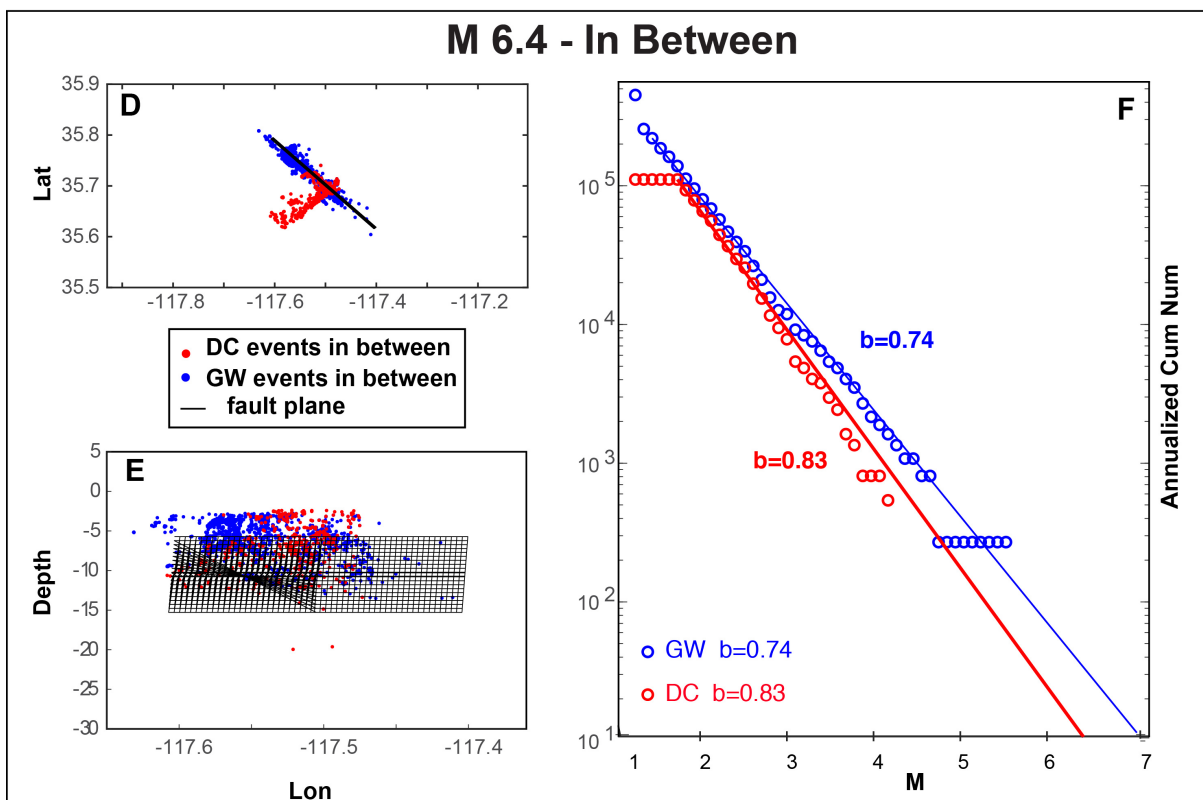 M 6.4 - In Between
D
35.9
35.8
35.7
35.6
35.5
Lat
-117.8
-117.6
-117.4
-117.2
DC events in between
GW events in between
fault plane
E
5
0
-5
-10
-15
-20
-25
-30
Depth
-117.6
-117.5
-117.4
Lon
F
10 5
10 4
10 3
10 2
10 1
b=0.74
b=0.83
GW b=0.74
DC b=0.83
1 2 3 4 5 6 7
M
Annualized Cum Num